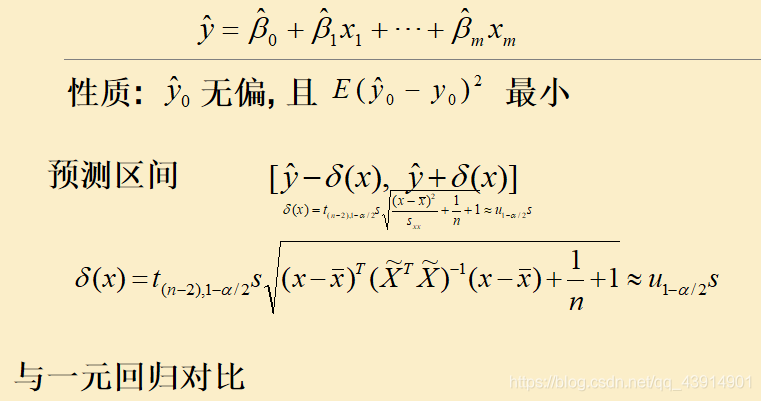 ŷ = β̂₀ + β̂₁x₁ + ⋯ + β̂ₘxₘ
性质: ŷ₀ 无偏, 且 E(ŷ₀ − y₀)² 最小
预测区间 [ŷ − δ(x), ŷ + δ(x)]
δ(x) = t₍ₙ₋₂₎,₁₋α/₂ s√((x − x̄)²/sₓₓ + 1/n + 1) ≈ u₁₋α/₂ s
δ(x) = t₍ₙ₋₂₎,₁₋α/₂ s√((x − x̄)ᵀ(X̃ᵀX̃)⁻¹(x − x̄) + 1/n + 1) ≈ u₁₋α/₂ s
与一元回归对比
https://blog.csdn.net/qq_43914901